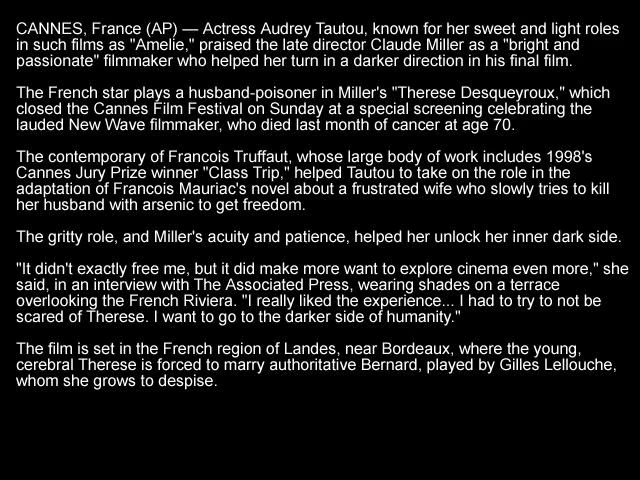 CANNES, France (AP) — Actress Audrey Tautou, known for her sweet and light roles
in such films as "Amelie," praised the late director Claude Miller as a "bright and
passionate" filmmaker who helped her turn in a darker direction in his final film.
The French star plays a husband-poisoner in Miller's "Therese Desqueyroux," which
closed the Cannes Film Festival on Sunday at a special screening celebrating the
lauded New Wave filmmaker, who died last month of cancer at age 70.
The contemporary of Francois Truffaut, whose large body of work includes 1998's
Cannes Jury Prize winner "Class Trip," helped Tautou to take on the role in the
adaptation of Francois Mauriac's novel about a frustrated wife who slowly tries to kill
her husband with arsenic to get freedom.
The gritty role, and Miller's acuity and patience, helped her unlock her inner dark side.
"It didn't exactly free me, but it did make more want to explore cinema even more," she
said, in an interview with The Associated Press, wearing shades on a terrace
overlooking the French Riviera. "I really liked the experience... I had to try to not be
scared of Therese. I want to go to the darker side of humanity."
The film is set in the French region of Landes, near Bordeaux, where the young,
cerebral Therese is forced to marry authoritative Bernard, played by Gilles Lellouche,
whom she grows to despise.